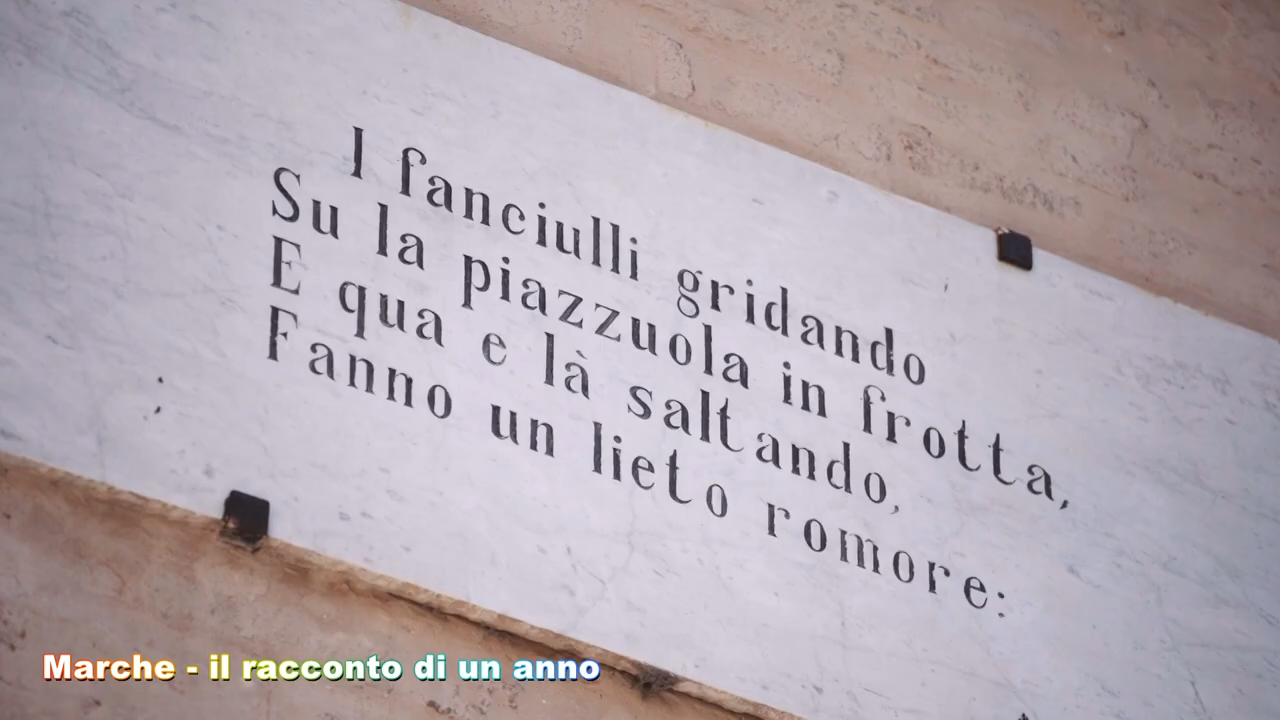 I fanciulli gridando
Su la piazzuola in frotta,
E qua e là saltando,
Fanno un lieto romore:
Marche - il racconto di un anno